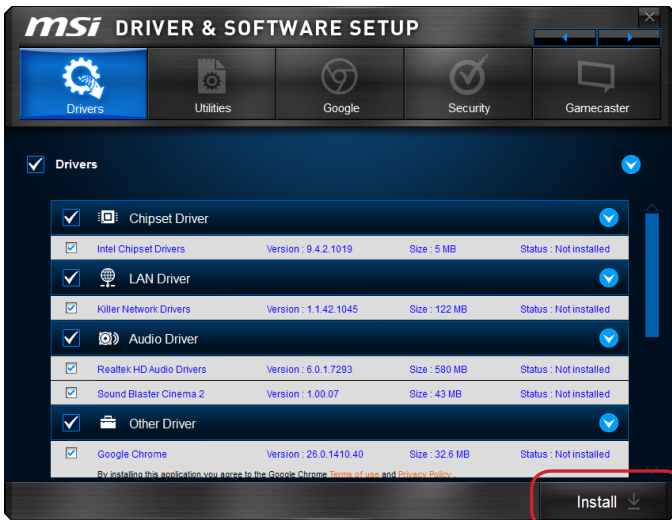 msi DRIVER & SOFTWARE SETUP
Drivers Utilities Google Security Gamecaster
Drivers
Chipset Driver
Intel Chipset Drivers Version : 9.4.2.1019 Size : 5 MB Status : Not installed
LAN Driver
Killer Network Drivers Version : 1.1.42.1045 Size : 122 MB Status : Not installed
Audio Driver
Realtek HD Audio Drivers Version : 6.0.1.7293 Size : 580 MB Status : Not installed
Sound Blaster Cinema 2 Version : 1.00.07 Size : 43 MB Status : Not installed
Other Driver
Google Chrome Version : 26.0.1410.40 Size : 32.6 MB Status : Not installed
By installing this application,you agree to the Google Chrome Terms of use and Privacy Policy .
Install